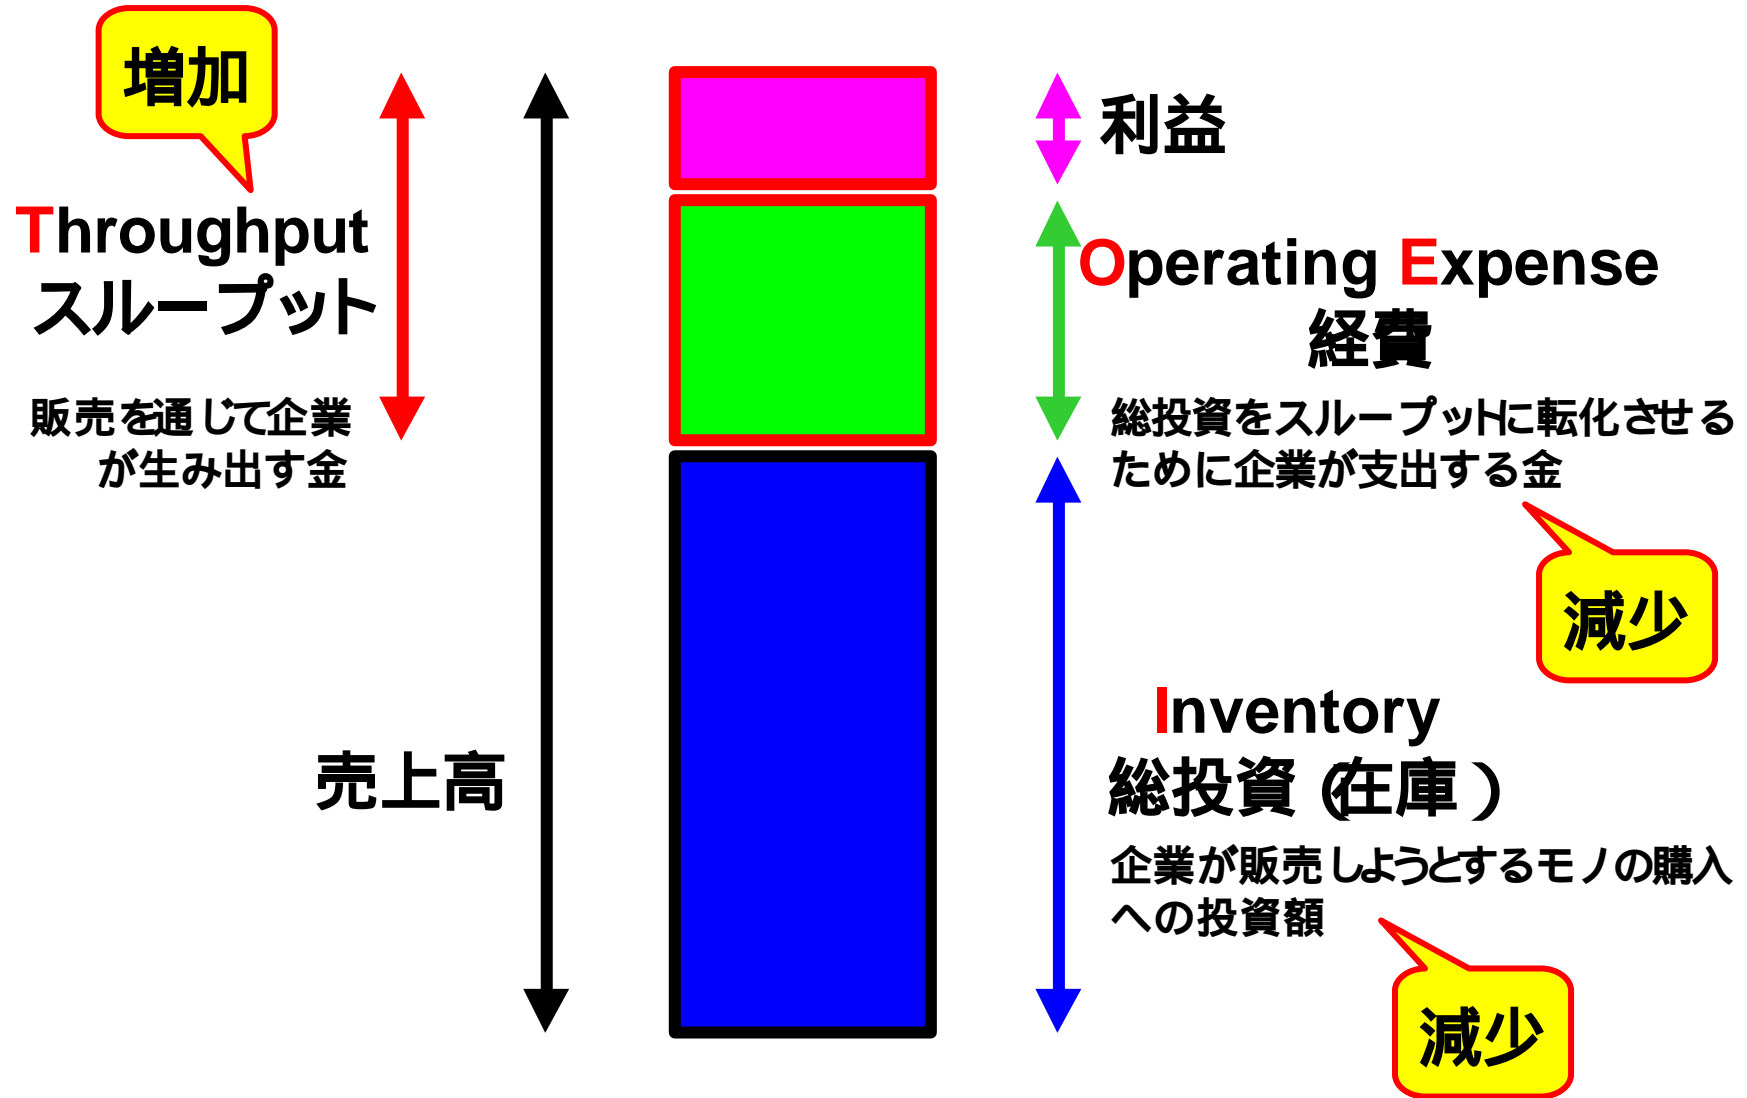 増加
Throughput
スループット
販売を通じて企業
が生み出す金
売上高
利益
Operating Expense
経費
総投資をスループットに転化させる
ために企業が支出する金
減少
Inventory
総投資(在庫)
企業が販売しようとするモノの購入
への投資額
減少